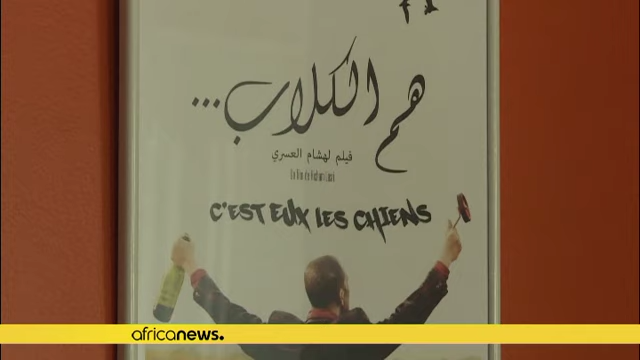 هم الكلاب...
فيلم لهشام العسري
C'EST EUX LES CHIENS
africanews.